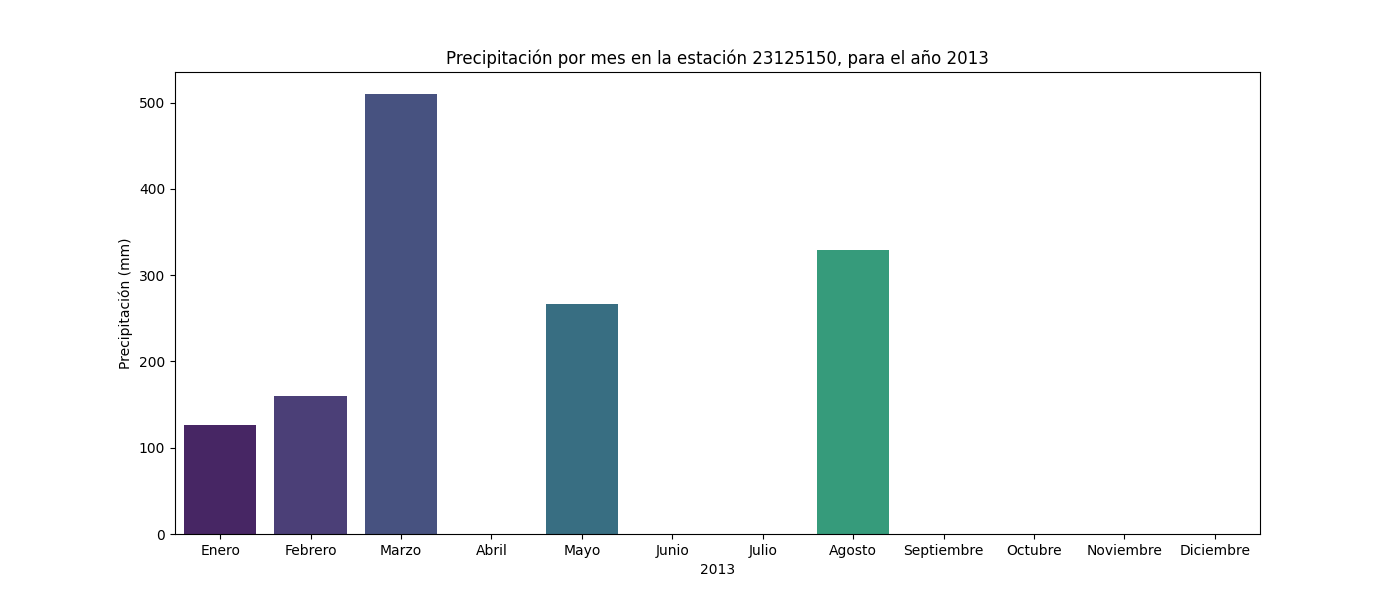 Precipitación por mes en la estación 23125150, para el año 2013
500
400
300
200
100
0
Precipitación (mm)
Enero Febrero Marzo Abril Mayo Junio Julio Agosto Septiembre Octubre Noviembre Diciembre
2013